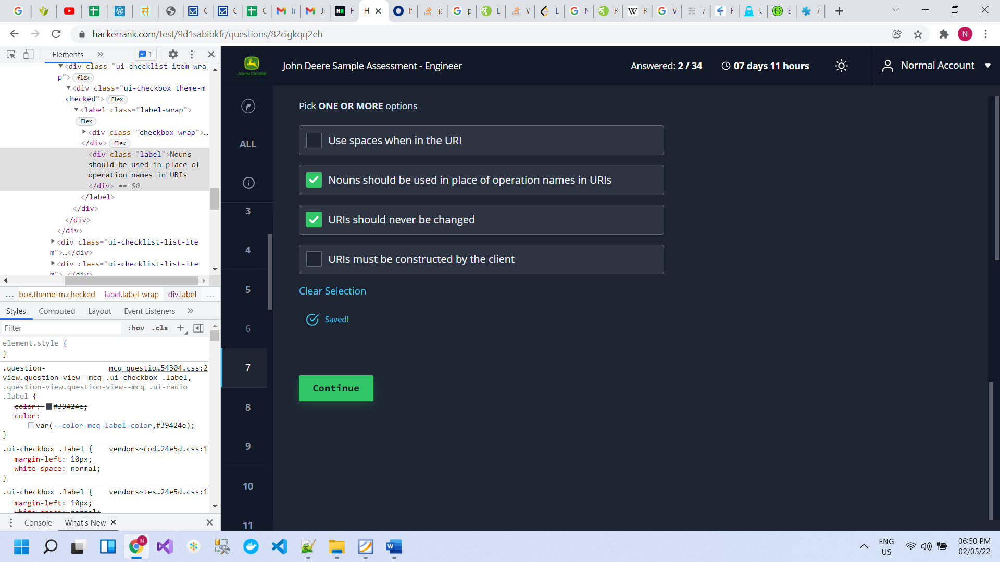 hackerrank.com/test/9d1sabibkfr/questions/82cigkqq2eh
N
Elements
1
<div class="ui-checklist-item-wra
p"> flex
<div class="ui-checkbox theme-m
checked"> flex
<label class="label-wrap">
flex
<div class="checkbox-wrap">…
</div> flex
<div class="label">Nouns
should be used in place of
operation names in URIs
</div> == $0
</label>
</div>
</div>
</div>
<div class="ui-checklist-list-ite
m">…</div>
<div class="ui-checklist-list-ite
m">…</div>
… box.theme-m.checked label.label-wrap div.label …
Styles Computed Layout Event Listeners
Filter :hov .cls
element.style {
}
.question- mcq_questio…54304.css:2
view.question-view--mcq .ui-checkbox .label,
.question-view.question-view--mcq .ui-radio
.label {
color: #39424e;
color:
var(--color-mcq-label-color,#39424e);
}
.ui-checkbox .label { vendors~cod…24e5d.css:1
margin-left: 10px;
white-space: normal;
}
.ui-checkbox .label { vendors~tes…24e5d.css:1
margin-left: 10px;
white-space: normal;
Console What's New
JOHN DEERE
John Deere Sample Assessment - Engineer
Answered: 2 / 34
07 days 11 hours
Normal Account
ALL
3
4
5
6
7
8
9
10
11
Pick ONE OR MORE options
Use spaces when in the URI
Nouns should be used in place of operation names in URIs
URIs should never be changed
URIs must be constructed by the client
Clear Selection
Saved!
Continue
ENG
US
06:50 PM
02/05/22